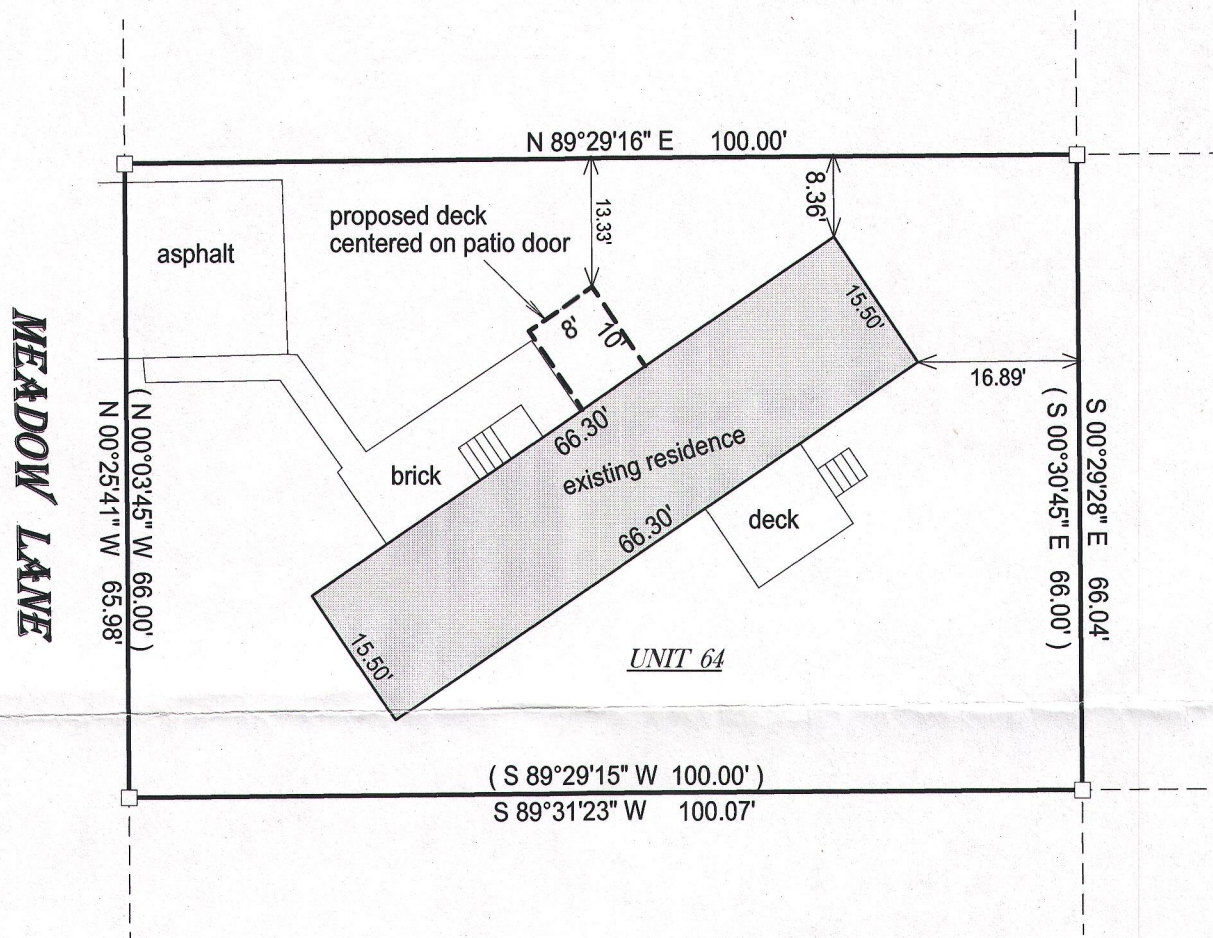 N 89°29'16" E 100.00'
8.36'
13.33'
proposed deck
centered on patio door
asphalt
8'
10'
15.50'
16.89'
MEADOW LANE
( N 00°03'45" W 66.00' )
N 00°25'41" W 65.98'
66.30'
existing residence
brick
66.30'
deck
S 00°29'28" E 66.04'
( S 00°30'45" E 66.00' )
15.50'
UNIT 64
( S 89°29'15" W 100.00' )
S 89°31'23" W 100.07'